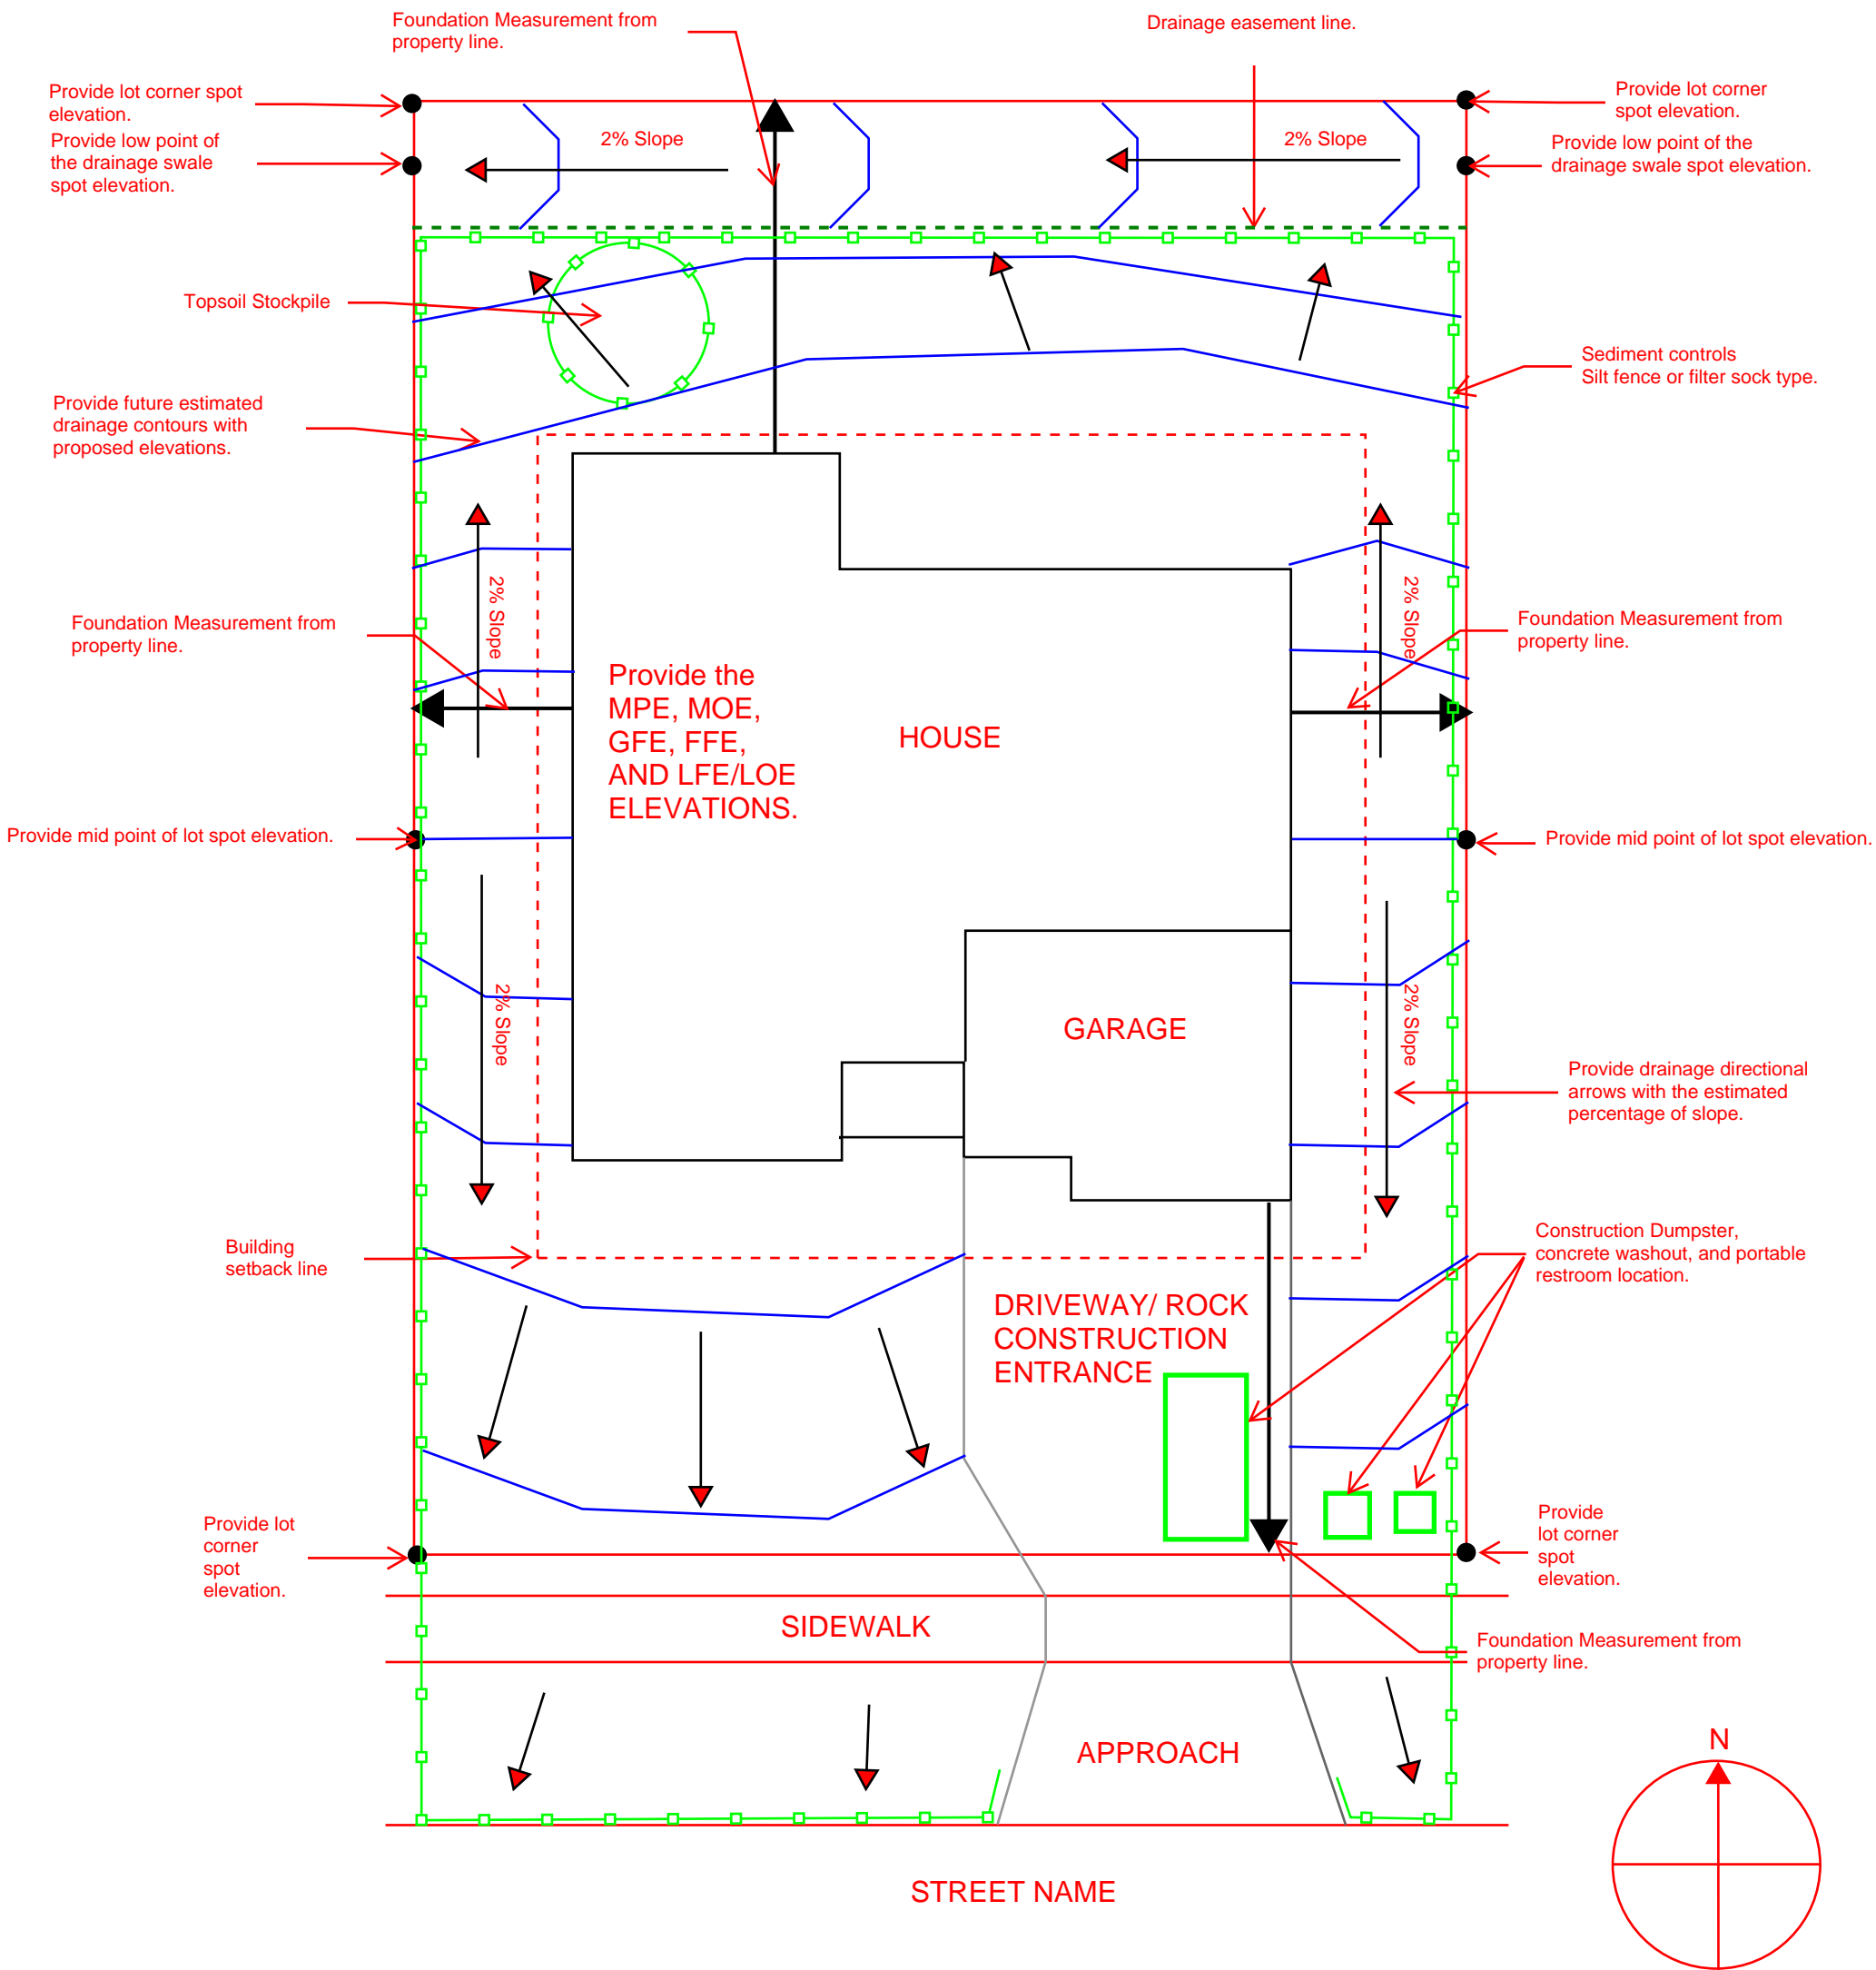 Foundation Measurement from
property line.
Drainage easement line.
Provide lot corner spot
elevation.
Provide lot corner
spot elevation.
Provide low point of
the drainage swale
spot elevation.
2% Slope
2% Slope
Provide low point of the
drainage swale spot elevation.
Topsoil Stockpile
Sediment controls
Silt fence or filter sock type.
Provide future estimated
drainage contours with
proposed elevations.
2% Slope
2% Slope
Foundation Measurement from
property line.
Foundation Measurement from
property line.
Provide the
MPE, MOE,
GFE, FFE,
AND LFE/LOE
ELEVATIONS.
HOUSE
Provide mid point of lot spot elevation.
Provide mid point of lot spot elevation.
2% Slope
2% Slope
GARAGE
Provide drainage directional
arrows with the estimated
percentage of slope.
Building
setback line
Construction Dumpster,
concrete washout, and portable
restroom location.
DRIVEWAY/ ROCK
CONSTRUCTION
ENTRANCE
Provide lot
corner
spot
elevation.
Provide
lot corner
spot
elevation.
SIDEWALK
Foundation Measurement from
property line.
APPROACH
N
STREET NAME